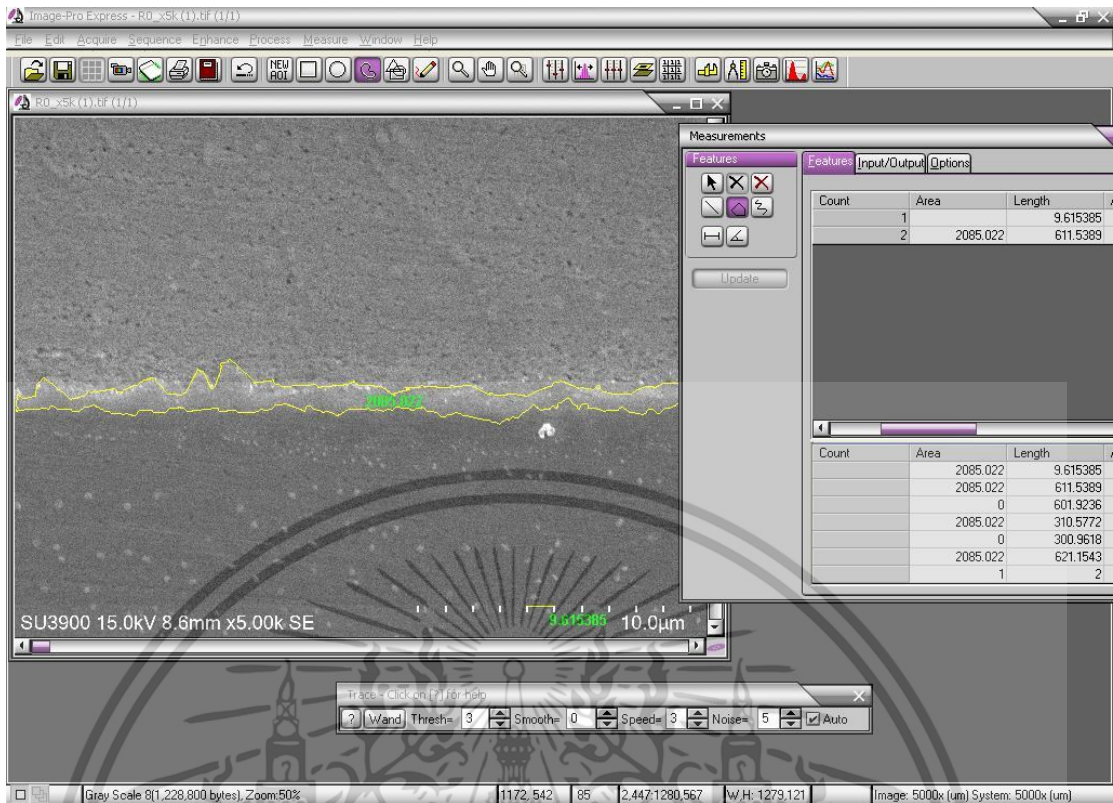 Image-Pro Express - R0_x5k (1).tif (1/1)
File Edit Acquire Sequence Enhance Process Measure Window Help
NEW AOI
R0_x5k (1).tif (1/1)
Measurements
Features
Features Input/Output Options
Count Area Length
1 9.615385
2 2085.022 611.5389
Update
2085.022
Count Area Length
2085.022 9.615385
2085.022 611.5389
0 601.9236
2085.022 310.5772
0 300.9618
2085.022 621.1543
1 2
SU3900 15.0kV 8.6mm x5.00k SE 9.615385 10.0µm
Trace - Click on [?] for help
? Wand Thresh= 3 Smooth= 0 Speed= 3 Noise= 5 Auto
Gray Scale 8(1,228,800 bytes), Zoom:50% 1172, 542 85 2,447:1280,567 W,H: 1279,121 Image: 5000x (um) System: 5000x (um)